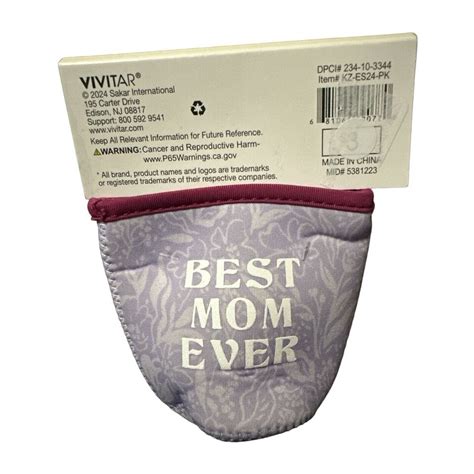 VIVITAR®
© 2024 Sakar International
195 Carter Drive
Edison, NJ 08817
Support: 800 592 9541
www.vivitar.com
Keep All Relevant Information for Future Reference.
⚠WARNING: Cancer and Reproductive Harm-
www.P65Warnings.ca.gov
* All brand, product names and logos are trademarks
or registered trademarks of their respective companies.
DPCI# 234-10-3344
Item# KZ-ES24-PK
3
MADE IN CHINA
MID# 5381223
BEST
MOM
EVER